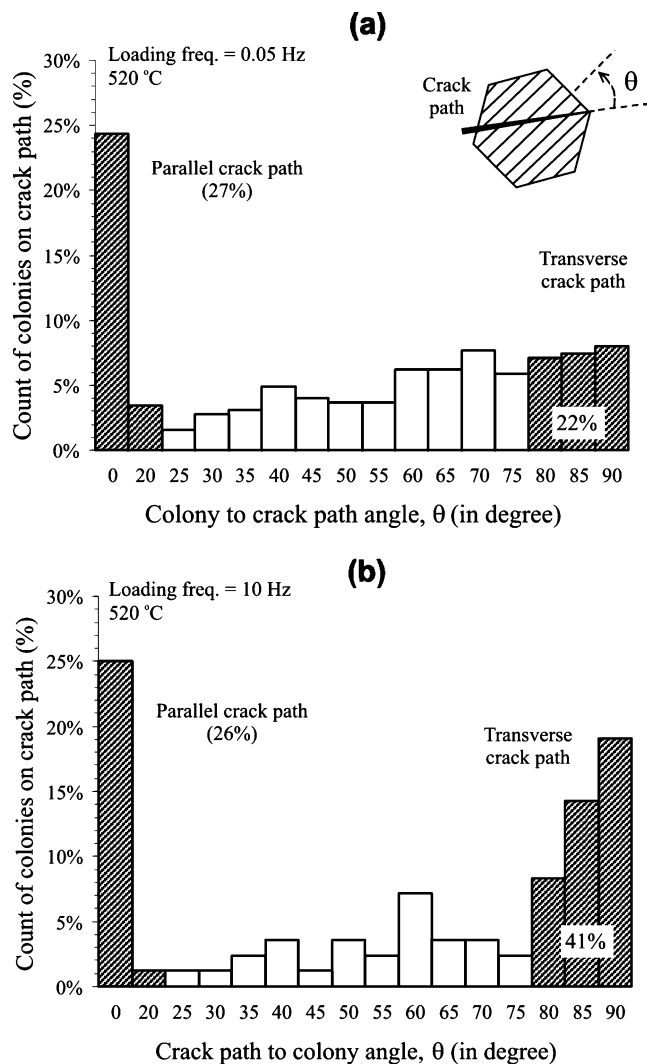 (a)
Loading freq. = 0.05 Hz
520 °C
Crack
path
θ
Parallel crack path
(27%)
Transverse
crack path
22%
30%
25%
20%
15%
10%
5%
0%
Count of colonies on crack path (%)
0 20 25 30 35 40 45 50 55 60 65 70 75 80 85 90
Colony to crack path angle, θ (in degree)
(b)
Loading freq. = 10 Hz
520 °C
Parallel crack path
(26%)
Transverse
crack path
41%
30%
25%
20%
15%
10%
5%
0%
Count of colonies on crack path (%)
0 20 25 30 35 40 45 50 55 60 65 70 75 80 85 90
Crack path to colony angle, θ (in degree)